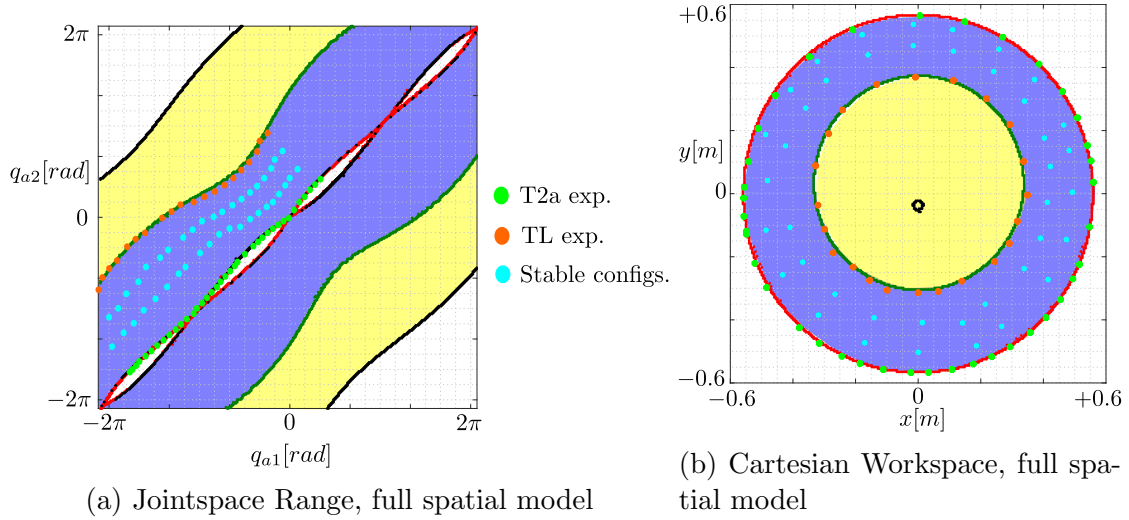 2π
q_{a2}[rad]
0
−2π
−2π
0
2π
q_{a1}[rad]
(a) Jointspace Range, full spatial model
T2a exp.
TL exp.
Stable configs.
+0.6
y[m]
0
−0.6
−0.6
0
+0.6
x[m]
(b) Cartesian Workspace, full spa-
tial model